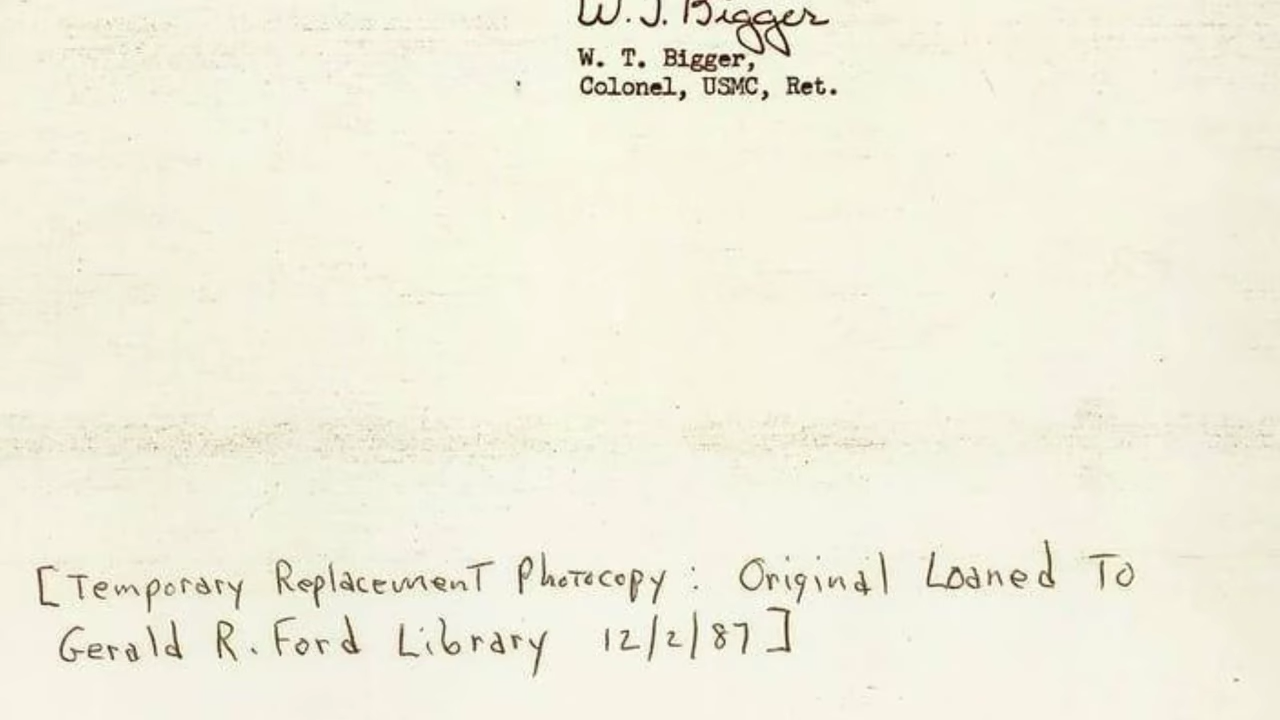 W. T. Bigger
W. T. Bigger,
Colonel, USMC, Ret.
[Temporary Replacement Photocopy: Original Loaned To
Gerald R. Ford Library 12/2/87]